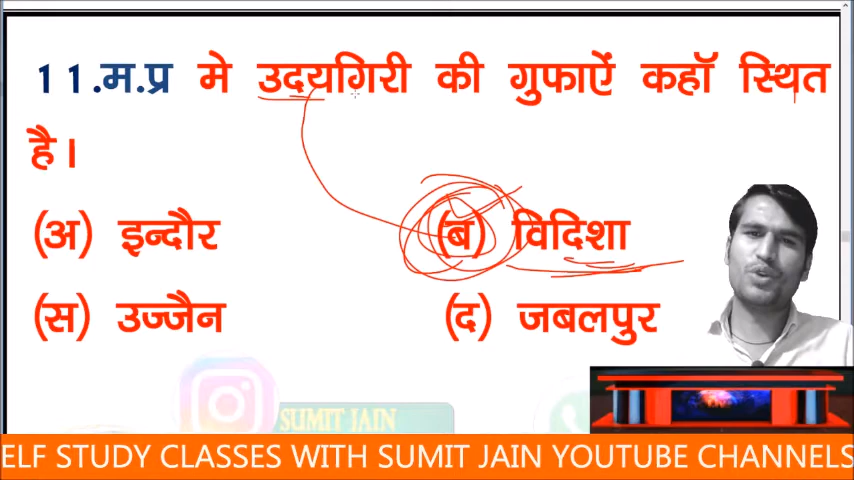 11.म.प्र मे उदयगिरी की गुफाऐं कहॉ स्थित
है।
(अ) इन्दौर (ब) विदिशा
(स) उज्जैन (द) जबलपुर
SUMIT JAIN
ELF STUDY CLASSES WITH SUMIT JAIN YOUTUBE CHANNELS